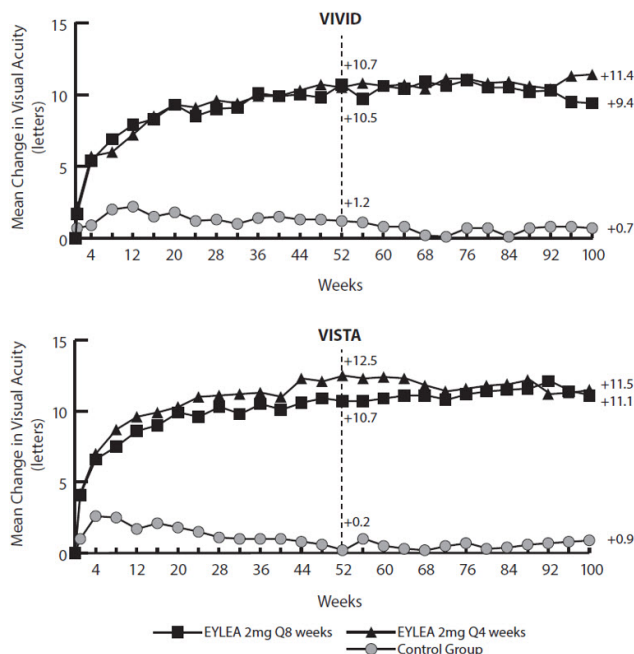 VIVID
Mean Change in Visual Acuity
(letters)
15
10
5
0
+10.7
+10.5
+1.2
+11.4
+9.4
+0.7
4 12 20 28 36 44 52 60 68 76 84 92 100
Weeks
VISTA
Mean Change in Visual Acuity
(letters)
15
10
5
0
+12.5
+10.7
+0.2
+11.5
+11.1
+0.9
4 12 20 28 36 44 52 60 68 76 84 92 100
Weeks
EYLEA 2mg Q8 weeks EYLEA 2mg Q4 weeks
Control Group